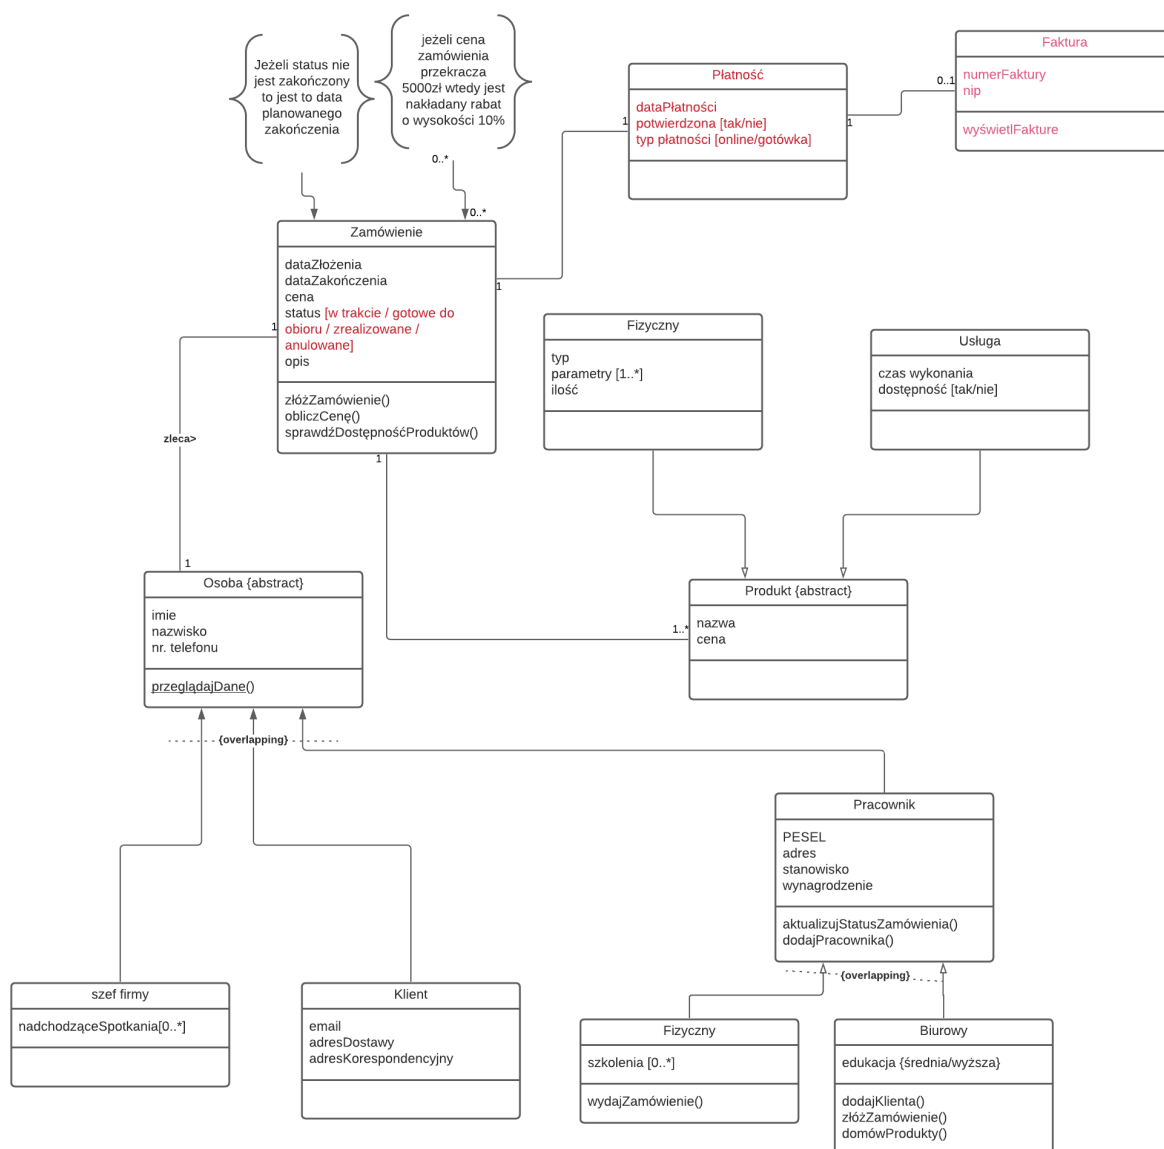 Jeżeli status nie
jest zakończony
to jest to data
planowanego
zakończenia
jeżeli cena
zamówienia
przekracza
5000zł wtedy jest
nakładany rabat
o wysokości 10%
0..*
0..*
Płatność
dataPłatności
potwierdzona [tak/nie]
typ płatności [online/gotówka]
1
1
0..1
Faktura
numerFaktury
nip
wyświetlFakture
Zamówienie
dataZłożenia
dataZakończenia
cena
status [w trakcie / gotowe do
obioru / zrealizowane /
anulowane]
opis
złóżZamówienie()
obliczCenę()
sprawdźDostępnośćProduktów()
1
1
1
Fizyczny
typ
parametry [1..*]
ilość
Usługa
czas wykonania
dostępność [tak/nie]
zleca>
1
Osoba {abstract}
imie
nazwisko
nr. telefonu
przeglądajDane()
1..*
Produkt {abstract}
nazwa
cena
{overlapping}
Pracownik
PESEL
adres
stanowisko
wynagrodzenie
aktualizujStatusZamówienia()
dodajPracownika()
{overlapping}
szef firmy
nadchodząceSpotkania[0..*]
Klient
email
adresDostawy
adresKorespondencyjny
Fizyczny
szkolenia [0..*]
wydajZamówienie()
Biurowy
edukacja {średnia/wyższa}
dodajKlienta()
złóżZamówienie()
domówProdukty()